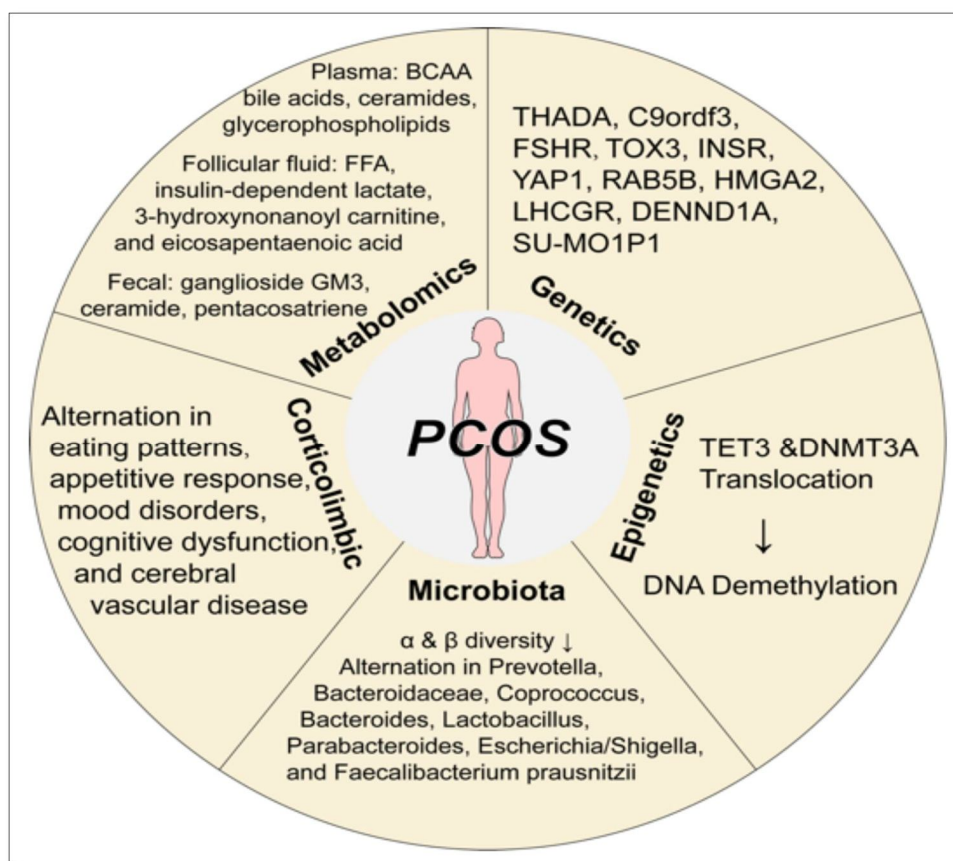 Plasma: BCAA
bile acids, ceramides,
glycerophospholipids
Follicular fluid: FFA,
insulin-dependent lactate,
3-hydroxynonanoyl carnitine,
and eicosapentaenoic acid
Fecal: ganglioside GM3,
ceramide, pentacosatriene
Metabolomics
THADA, C9ordf3,
FSHR, TOX3, INSR,
YAP1, RAB5B, HMGA2,
LHCGR, DENND1A,
SU-MO1P1
Genetics
TET3 &DNMT3A
Translocation
↓
DNA Demethylation
Epigenetics
Microbiota
α & β diversity ↓
Alternation in Prevotella,
Bacteroidaceae, Coprococcus,
Bacteroides, Lactobacillus,
Parabacteroides, Escherichia/Shigella,
and Faecalibacterium prausnitzii
Corticolimbic
Alternation in
eating patterns,
appetitive response,
mood disorders,
cognitive dysfunction,
and cerebral
vascular disease
PCOS